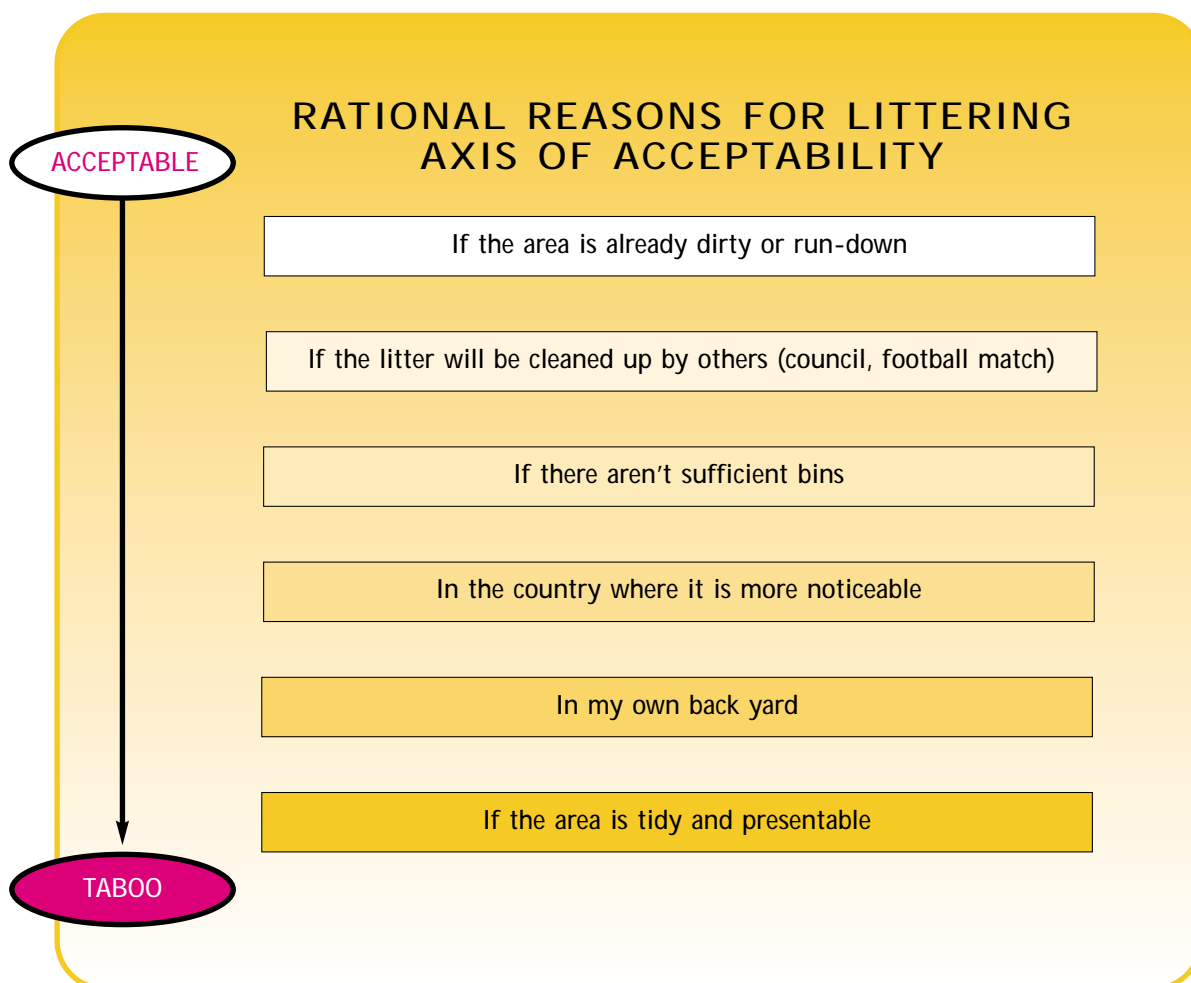 RATIONAL REASONS FOR LITTERING
AXIS OF ACCEPTABILITY
ACCEPTABLE
If the area is already dirty or run-down
If the litter will be cleaned up by others (council, football match)
If there aren't sufficient bins
In the country where it is more noticeable
In my own back yard
If the area is tidy and presentable
TABOO